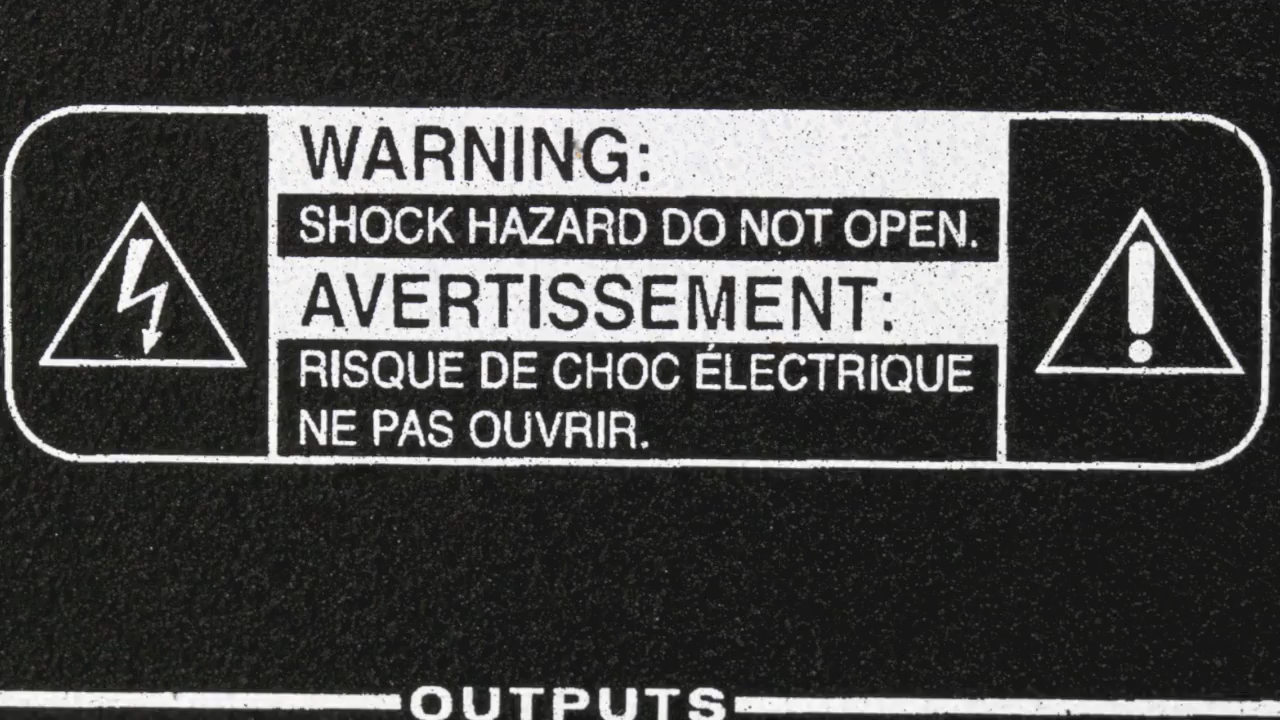 WARNING:
SHOCK HAZARD DO NOT OPEN.
AVERTISSEMENT:
RISQUE DE CHOC ÉLECTRIQUE
NE PAS OUVRIR.
OUTPUTS